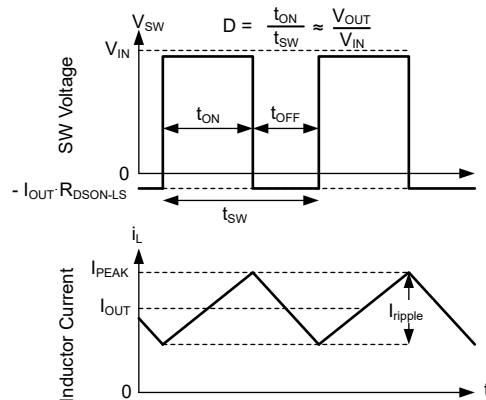 V_SW
D = t_ON / t_SW ≈ V_OUT / V_IN
V_IN
SW Voltage
t_ON
t_OFF
0
- I_OUT·R_DSON-LS
t_SW
i_L
I_PEAK
I_OUT
Inductor Current
I_ripple
0
t